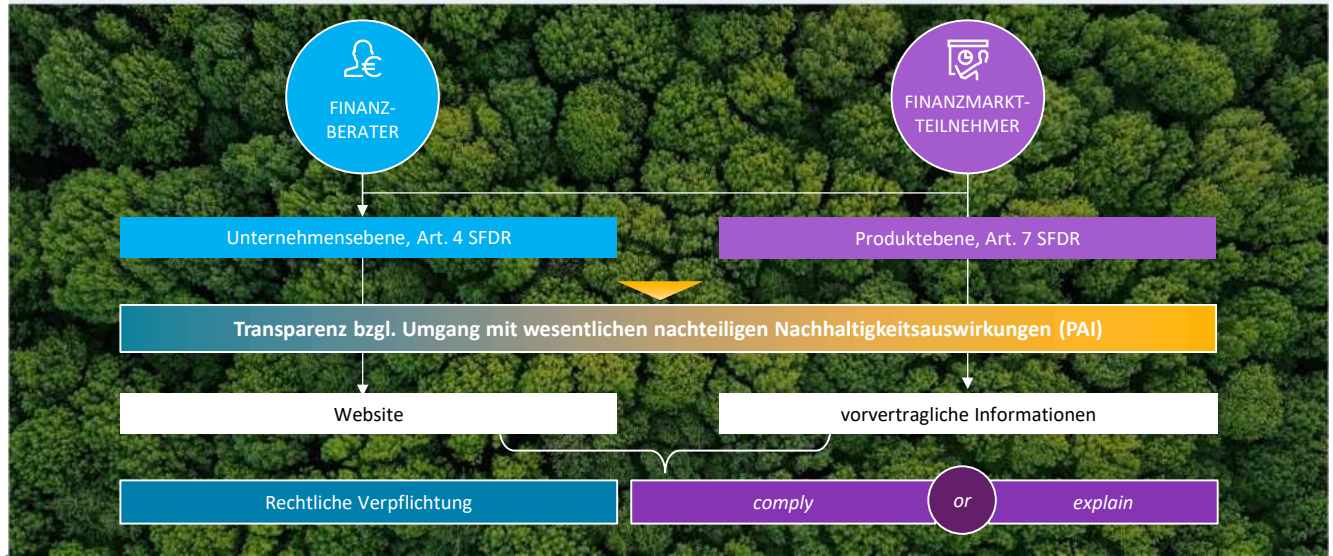 FINANZ-
BERATER
FINANZMARKT-
TEILNEHMER
Unternehmensebene, Art. 4 SFDR
Produktebene, Art. 7 SFDR
Transparenz bzgl. Umgang mit wesentlichen nachteiligen Nachhaltigkeitsauswirkungen (PAI)
Website
vorvertragliche Informationen
Rechtliche Verpflichtung
comply
or
explain